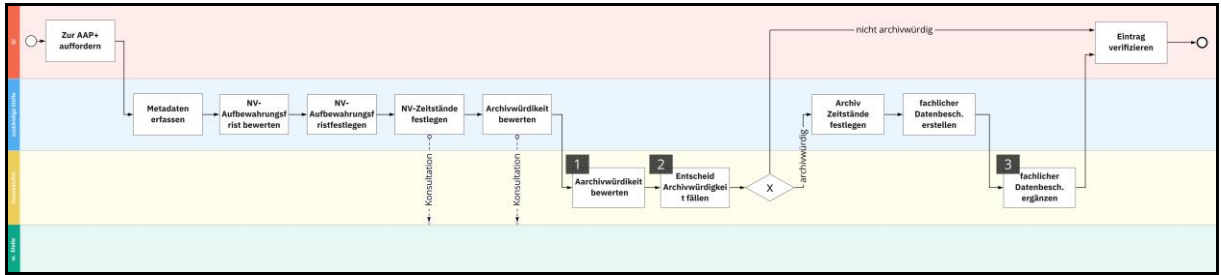 Zur AAP+
auffordern
nicht archivwürdig
Eintrag
verifizieren
Metadaten
erfassen
NV-
Aufbewahrungsf
rist bewerten
NV-
Aufbewahrungsf
ristfestlegen
NV-Zeitstände
festlegen
Archivwürdikeit
bewerten
Archiv
Zeitstände
festlegen
fachlicher
Datenbesch.
erstellen
Konsultation
Konsultation
archivwürdig
1
Aarchivwürdikeit
bewerten
2
Entscheid
Archivwürdigkei
t fällen
X
3
fachlicher
Datenbesch.
ergänzen
w. Stelle